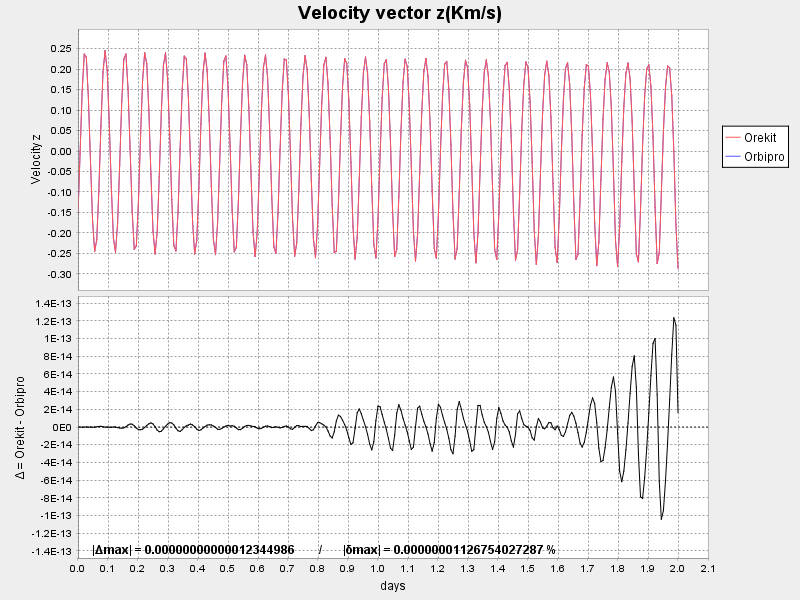 Velocity vector z(Km/s)
0.25
0.20
0.15
0.10
0.05
0.00
-0.05
-0.10
-0.15
-0.20
-0.25
-0.30
Velocity z
Orekit
Orbipro
1.4E-13
1.2E-13
1E-13
8E-14
6E-14
4E-14
2E-14
0E0
-2E-14
-4E-14
-6E-14
-8E-14
-1E-13
-1.2E-13
-1.4E-13
Δ = Orekit - Orbipro
|Δmax| = 0.00000000000012344986 / |õmax| = 0.00000001126754027287 %
0.0 0.1 0.2 0.3 0.4 0.5 0.6 0.7 0.8 0.9 1.0 1.1 1.2 1.3 1.4 1.5 1.6 1.7 1.8 1.9 2.0 2.1
days